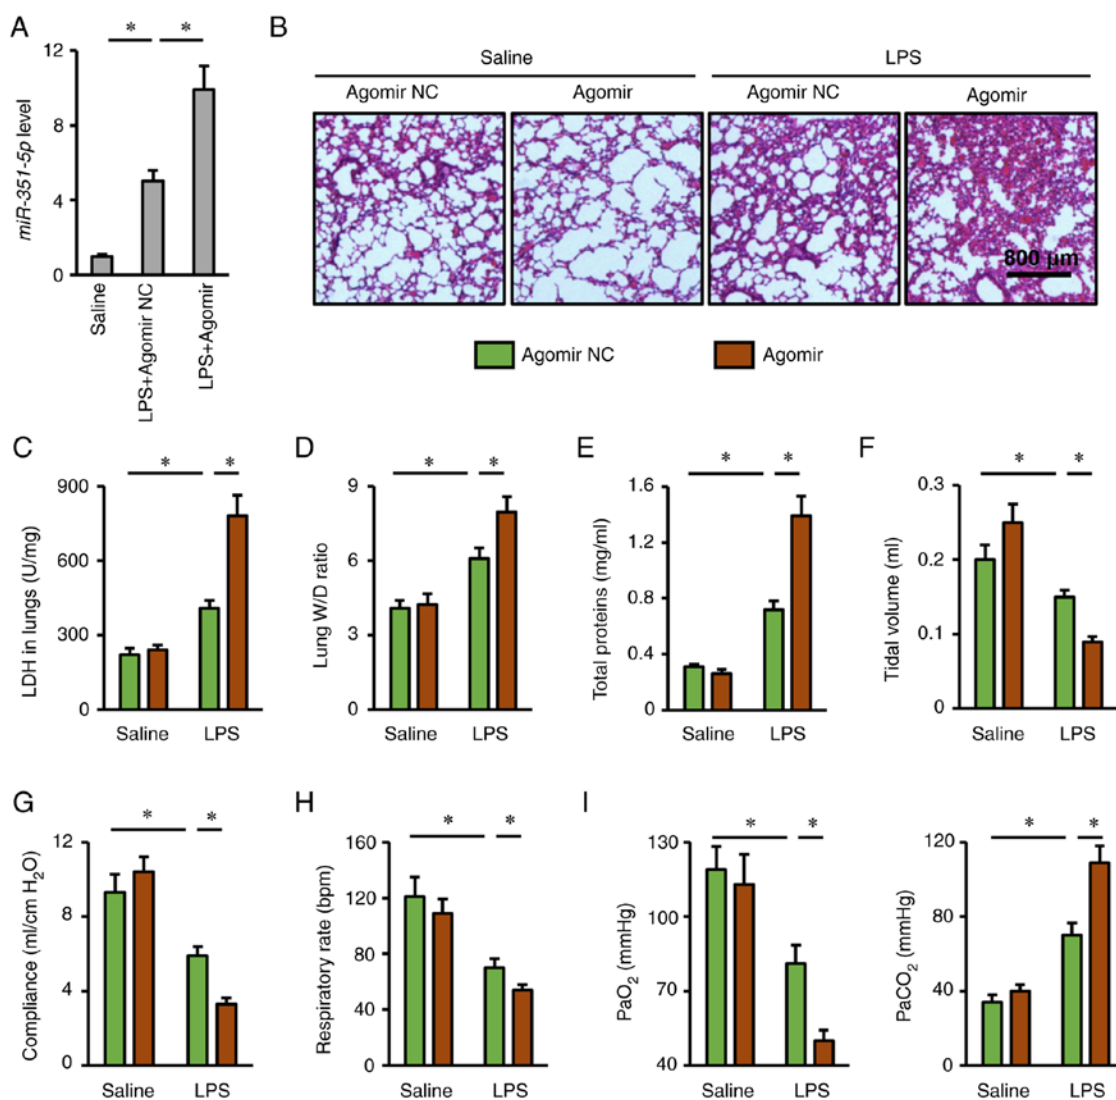 A
* *
12
8
4
0
miR-351-5p level
Saline
LPS+Agomir NC
LPS+Agomir
B
Saline LPS
Agomir NC Agomir Agomir NC Agomir
800 μm
Agomir NC Agomir
C
* *
900
600
300
0
LDH in lungs (U/mg)
Saline LPS
D
* *
9
6
3
0
Lung W/D ratio
Saline LPS
E
* *
1.6
1.2
0.8
0.4
0
Total proteins (mg/ml)
Saline LPS
F
* *
0.3
0.2
0.1
0
Tidal volume (ml)
Saline LPS
G
* *
12
8
4
0
Compliance (ml/cm H₂O)
Saline LPS
H
* *
160
120
80
40
0
Respiratory rate (bpm)
Saline LPS
I
* *
130
100
70
40
PaO₂ (mmHg)
Saline LPS
* *
120
80
40
0
PaCO₂ (mmHg)
Saline LPS